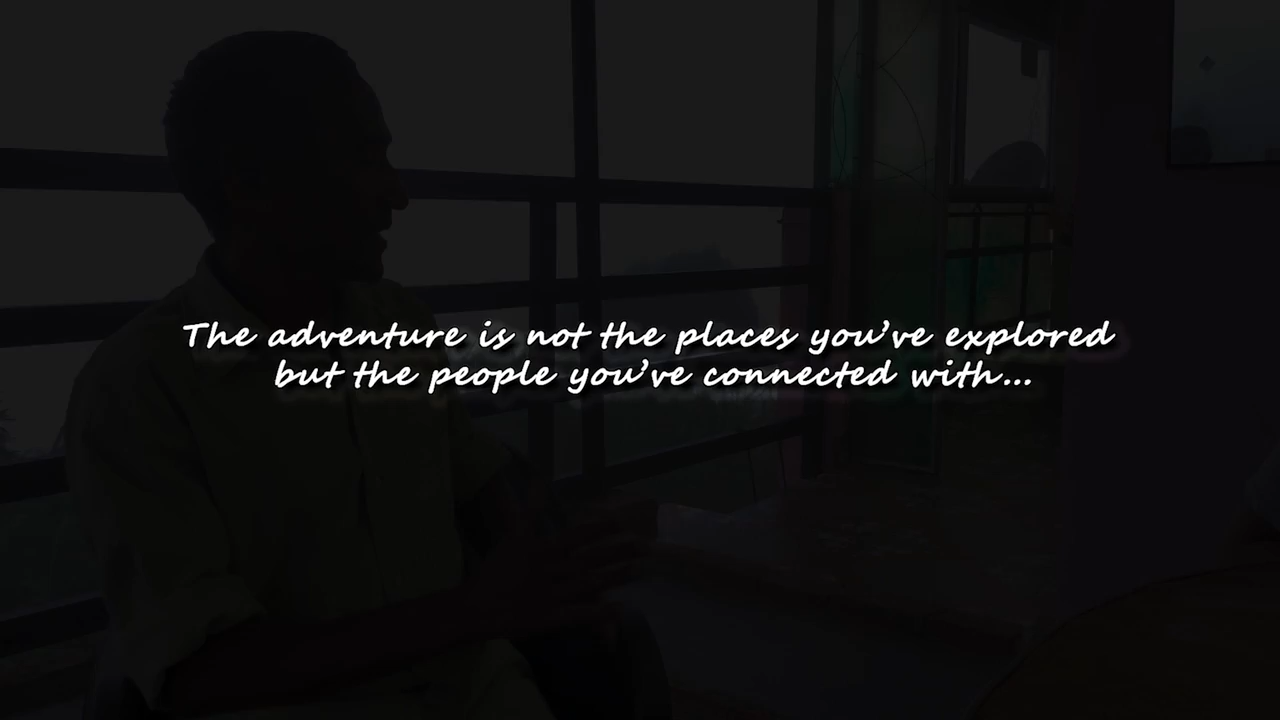 The adventure is not the places you've explored
but the people you've connected with...